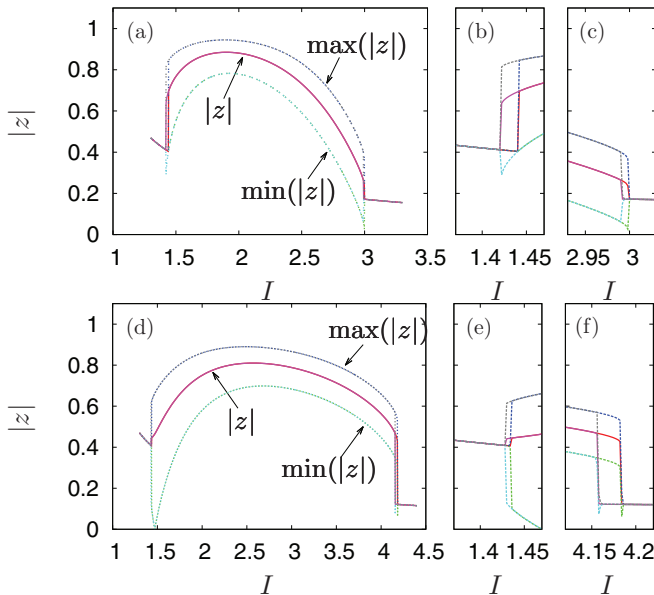 (a) (b) (c)
1
0.8
0.6
0.4
0.2
0
|z|
max(|z|)
|z|
min(|z|)
1 1.5 2 2.5 3 3.5 1.4 1.45 2.95 3
I I I
(d) (e) (f)
1
0.8
0.6
0.4
0.2
0
|z|
max(|z|)
|z|
min(|z|)
1 1.5 2 2.5 3 3.5 4 4.5 1.4 1.45 4.15 4.2
I I I